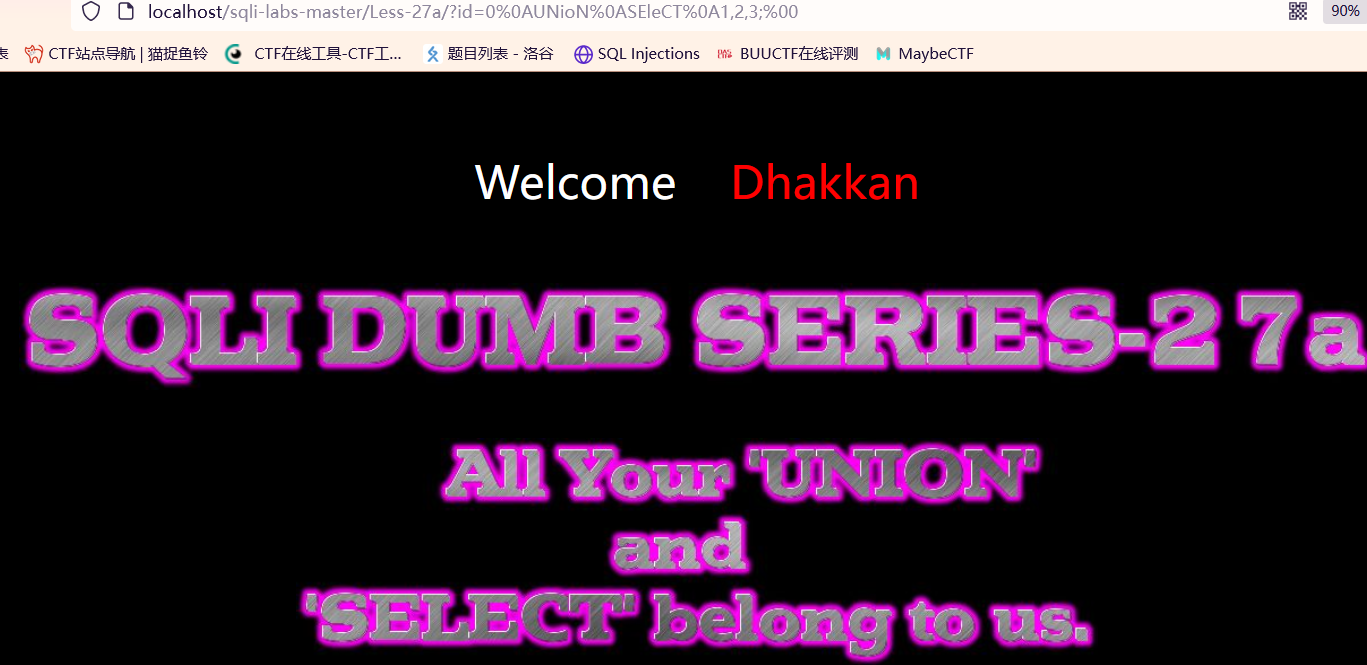 localhost/sqli-labs-master/Less-27a/?id=0%0AUNioN%0ASEleCT%0A1,2,3;%00 90%
表 CTF站点导航 | 猫捉鱼铃 CTF在线工具-CTF工... 题目列表 - 洛谷 SQL Injections BUUCTF在线评测 MaybeCTF
Welcome Dhakkan
SQLI DUMB SERIES-2 7a
All Your 'UNION'
and
'SELECT' belong to us.